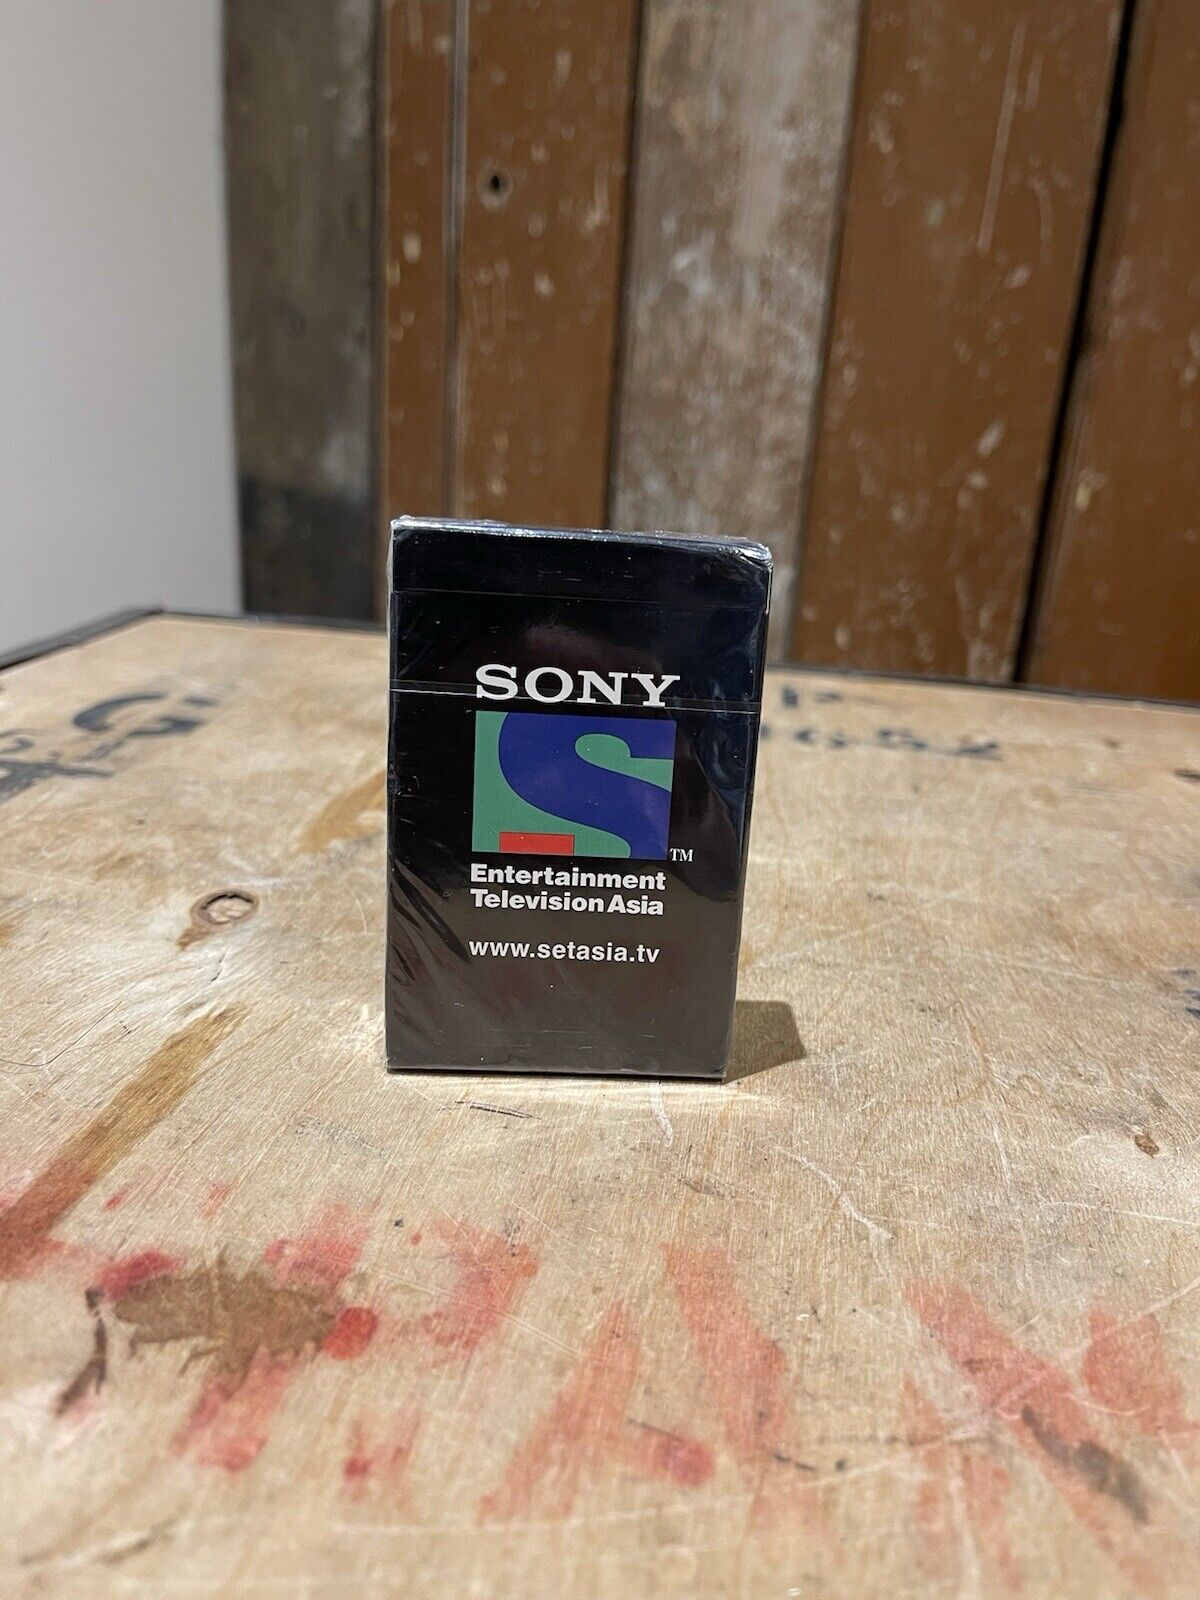 SONY
TM
Entertainment
Television Asia
www.setasia.tv